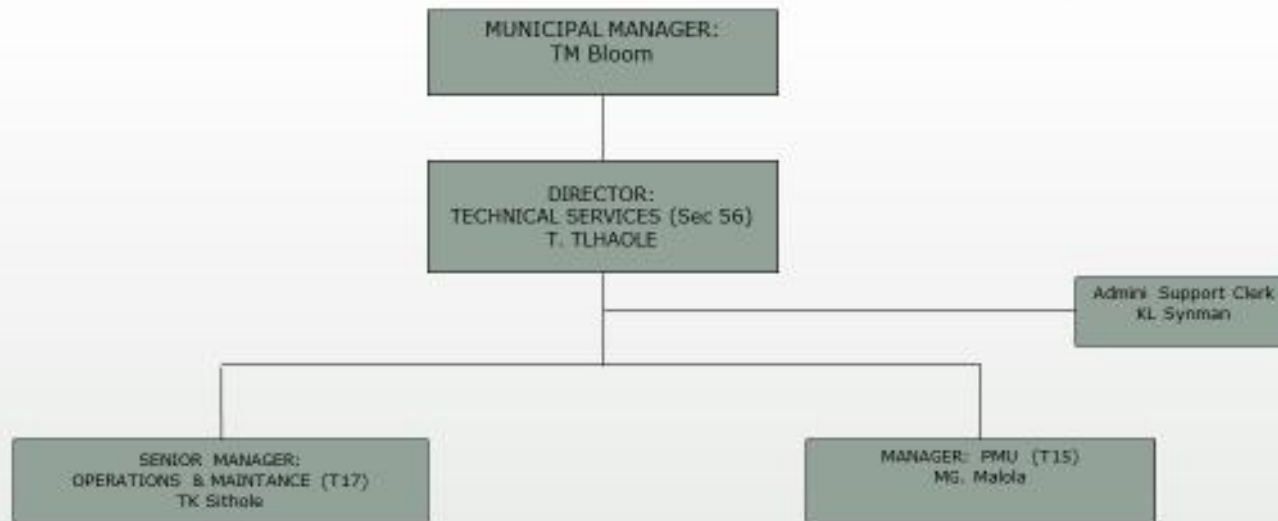 MUNICIPAL MANAGER:
TM Bloom
DIRECTOR:
TECHNICAL SERVICES (Sec 56)
T. TLHAOLE
Admini Support Clerk
KL Synman
SENIOR MANAGER:
OPERATIONS & MAINTANCE (T17)
TK Sithole
MANAGER: PMU (T15)
MG. Malola